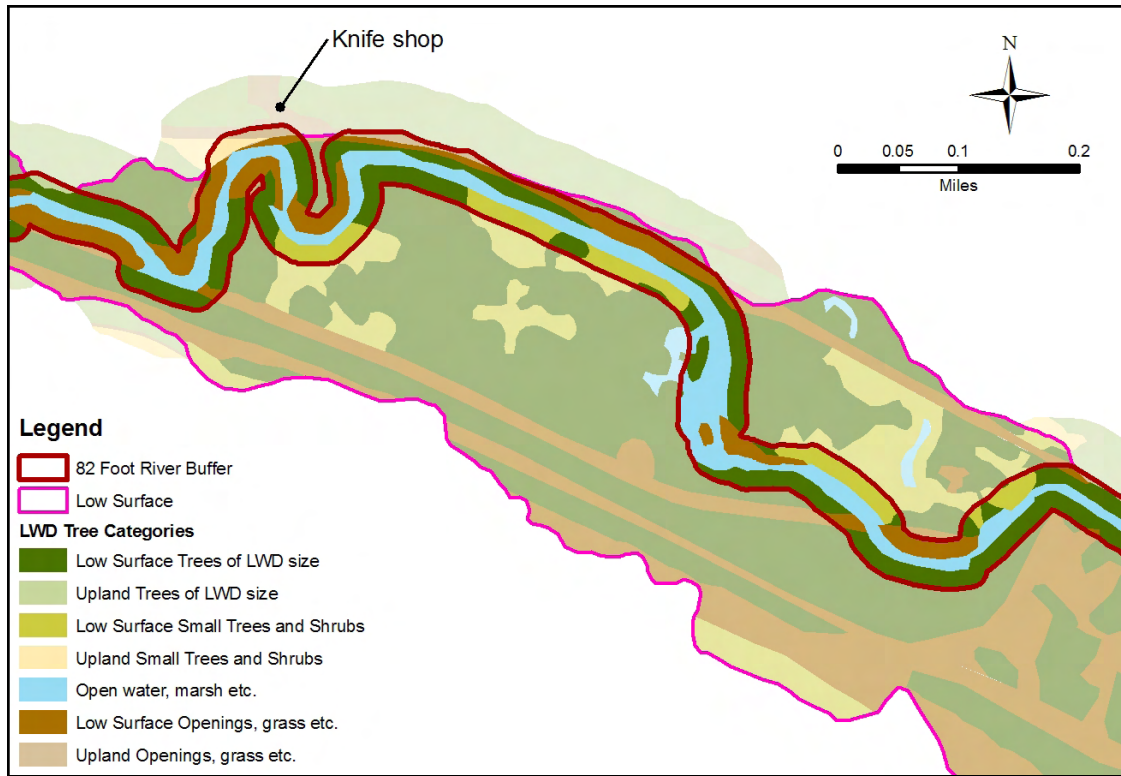 Knife shop
N
0 0.05 0.1 0.2
Miles
Legend
82 Foot River Buffer
Low Surface
LWD Tree Categories
Low Surface Trees of LWD size
Upland Trees of LWD size
Low Surface Small Trees and Shrubs
Upland Small Trees and Shrubs
Open water, marsh etc.
Low Surface Openings, grass etc.
Upland Openings, grass etc.